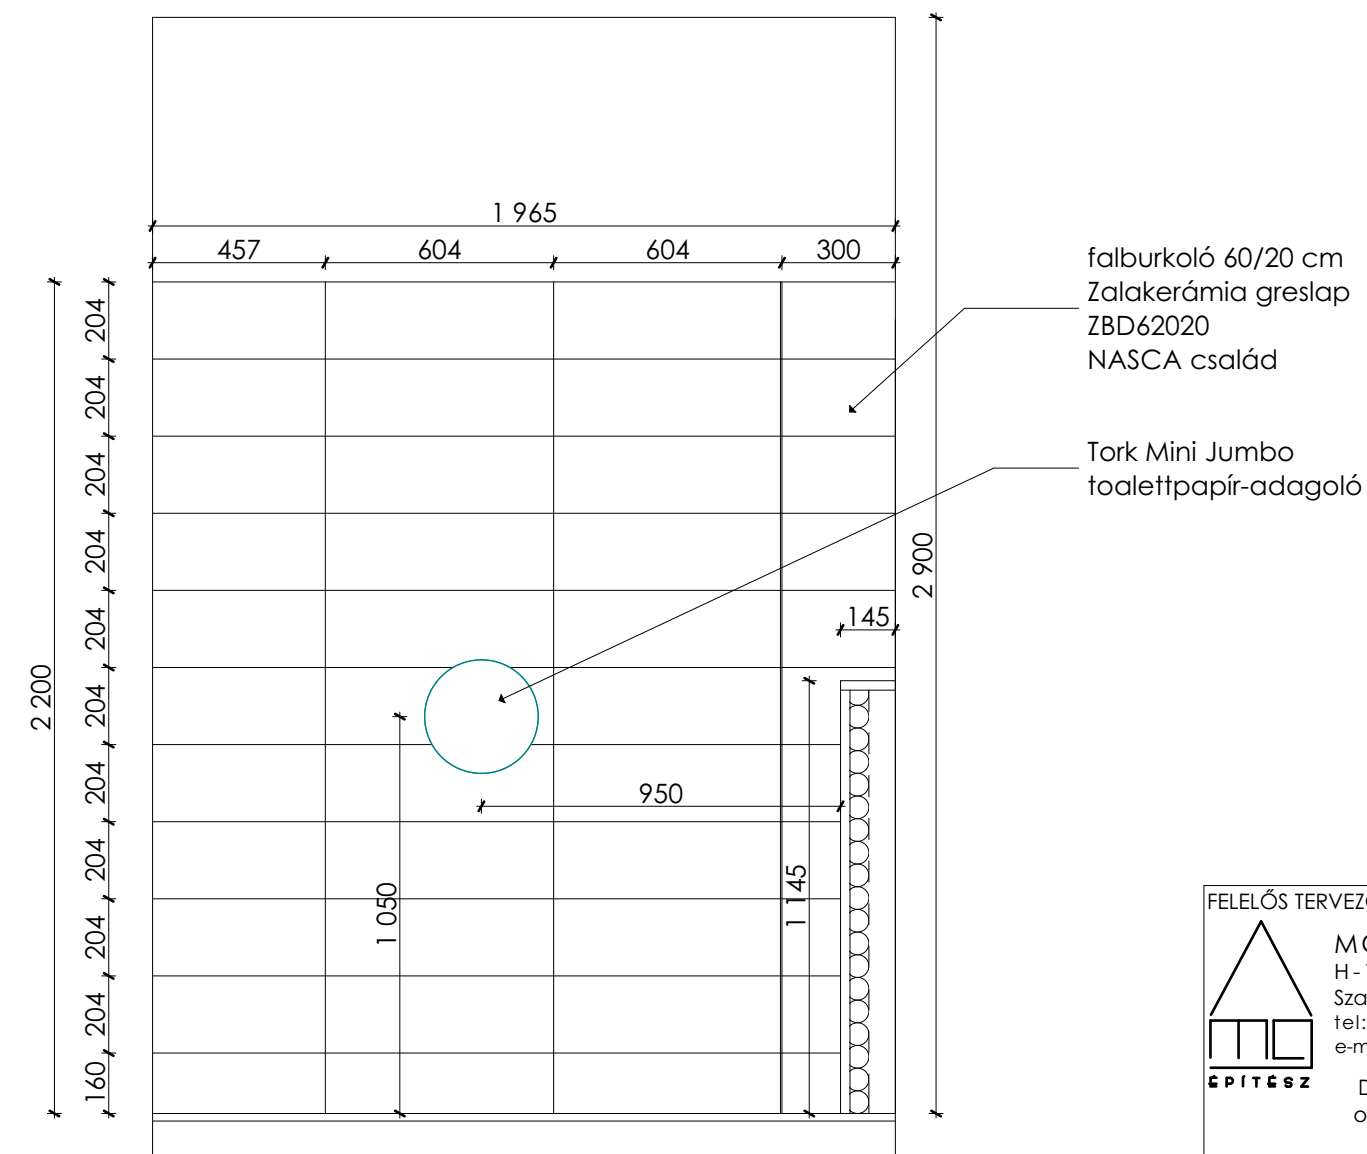 1 965
457 604 604 300
falburkoló 60/20 cm
Zalakerámia greslap
ZBD62020
NASCA család
Tork Mini Jumbo
toalettpapír-adagoló
204
204
204
204
204
204
204
204
204
204
160
2 200
2 900
145
950
1 050
1 145
FELELŐS
H -
tel:
ÉPÍTÉSZ